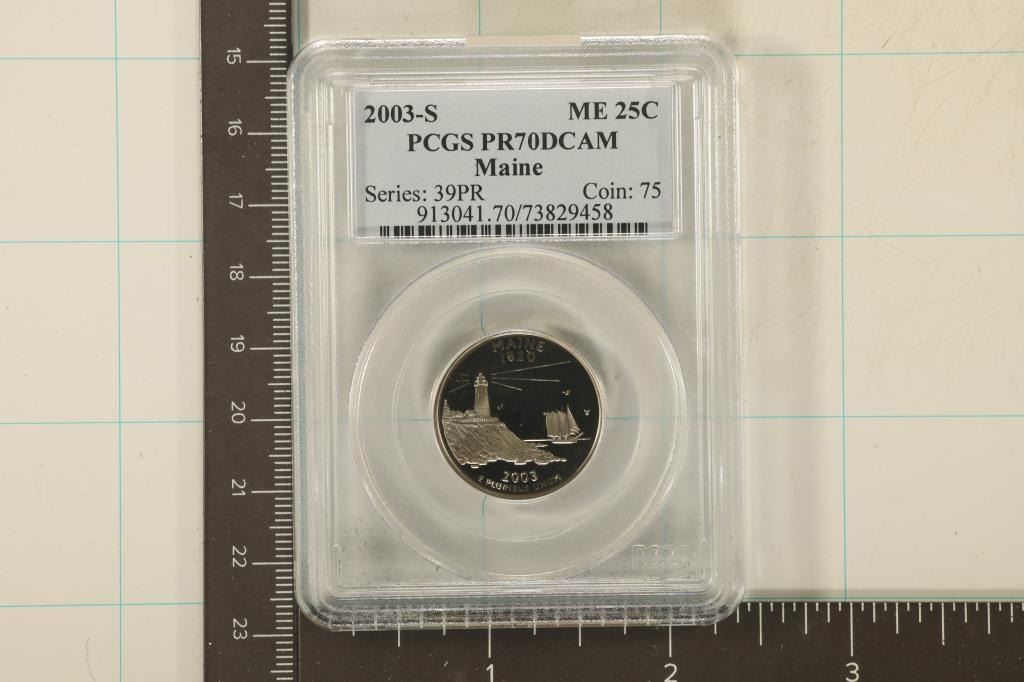 2003-S ME 25C
PCGS PR70DCAM
Maine
Series: 39PR Coin: 75
913041.70/73829458
MAINE
1820
2003
E PLURIBUS UNUM
PCGS
15
16
17
18
19
20
21
22
23
1 2 3